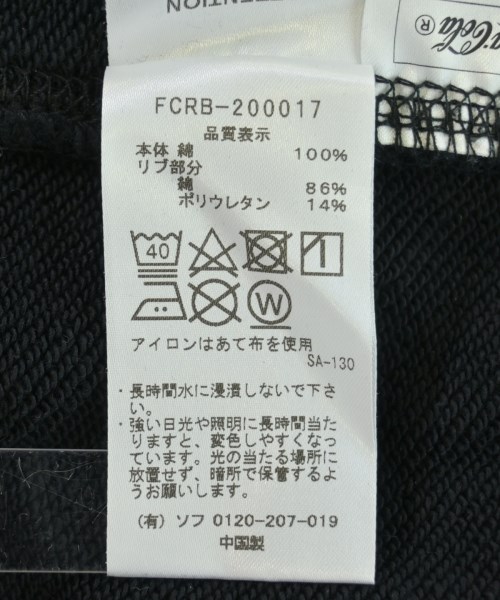 ATTENTION
Coca-Cola ®
FCRB-200017
品質表示
本体 綿 100%
リブ部分
綿 86%
ポリウレタン 14%
40
W
アイロンはあて布を使用
SA-130
・長時間水に浸漬しないで下さ
い。
・強い日光や照明に長時間当た
りますと、変色しやすくなっ
ています。光の当たる場所に
放置せず、暗所で保管するよ
うお願いします。
(有) ソフ 0120-207-019
中国製